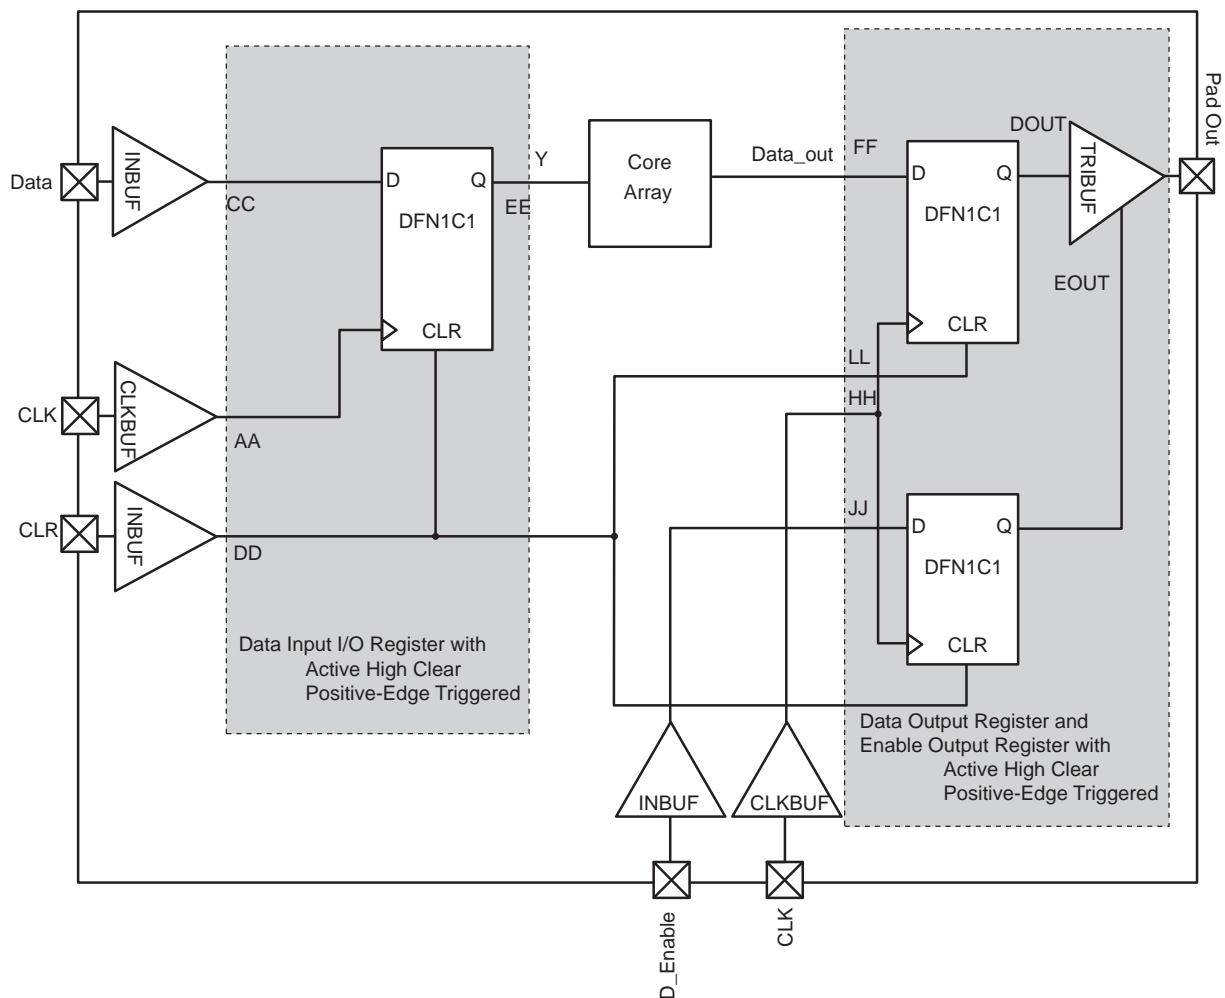 Pad Out
Data
INBUF
CC
D
Q
DFN1C1
CLR
Y
EE
Core
Array
Data_out
FF
D
Q
DFN1C1
CLR
DOUT
TRIBUF
EOUT
CLK
CLKBUF
AA
LL
HH
CLR
INBUF
DD
JJ
D
Q
DFN1C1
CLR
Data Input I/O Register with
Active High Clear
Positive-Edge Triggered
Data Output Register and
Enable Output Register with
Active High Clear
Positive-Edge Triggered
INBUF
CLKBUF
D_Enable
CLK